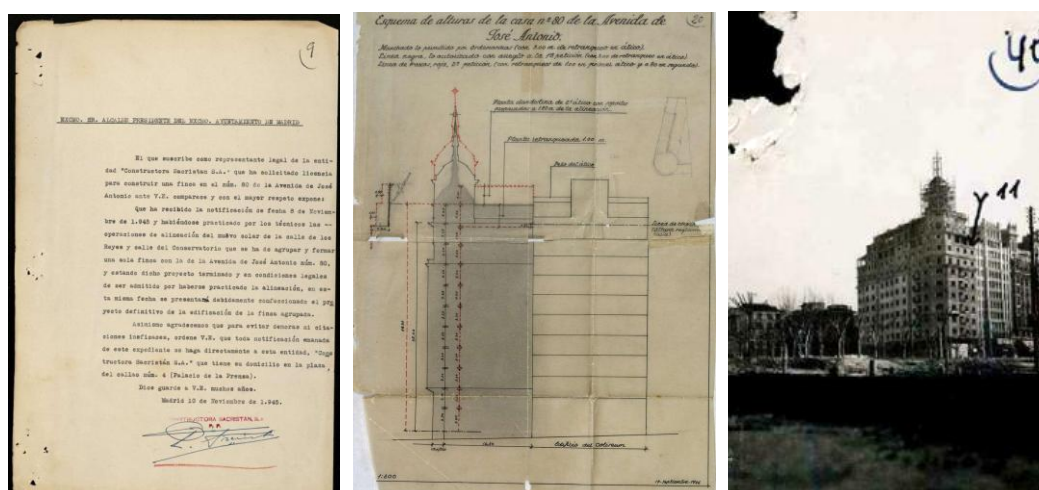 9
EXCMO. SR. ALCALDE PRESIDENTE DEL EXCMO. AYUNTAMIENTO DE MADRID
El que suscribe como representante legal de la enti-
dad "Constructora Sacristan S.A." que ha solicitado licencia
para construir una finca en el núm. 80 de la Avenida de José
Antonio ante V.E. comparece y con el mayor respeto expone:
Que ha recibido la notificación de fecha 8 de Noviem-
bre de 1.945 y habiéndose practicado por los técnicos las --
operaciones de alineación del nuevo solar de la calle de los
Reyes y calle del Conservatorio que se ha de agrupar y formar
una sola finca con la de la Avenida de José Antonio núm. 80,
y estando dicho proyecto terminado y en condiciones legales
de ser admitido por haberse practicado la alineación, en es-
ta misma fecha se presentará debidamente confeccionado el pro
yecto definitivo de la edificación de la finca agrupada.
Asimismo agradecemos que para evitar demoras ni cita-
ciones ineficaces, ordene V.E. que toda notificación emanada
de este expediente se haga directamente a esta entidad, "Cons
tructora Sacristán S.A." que tiene su domicilio en la plaza
del callao núm. 4 (Palacio de la Prensa).
Dios guarde a V.E. muchos años.
Madrid 10 de Noviembre de 1.945.
CONSTRUCTORA SACRISTAN, S.A.
P. P.
20
Esquema de alturas de la casa nº 80 de la Avenida de
José Antonio.
Planta retranqueada 1.00 m
Edificio del Coliseum
1:200
40
Y 11